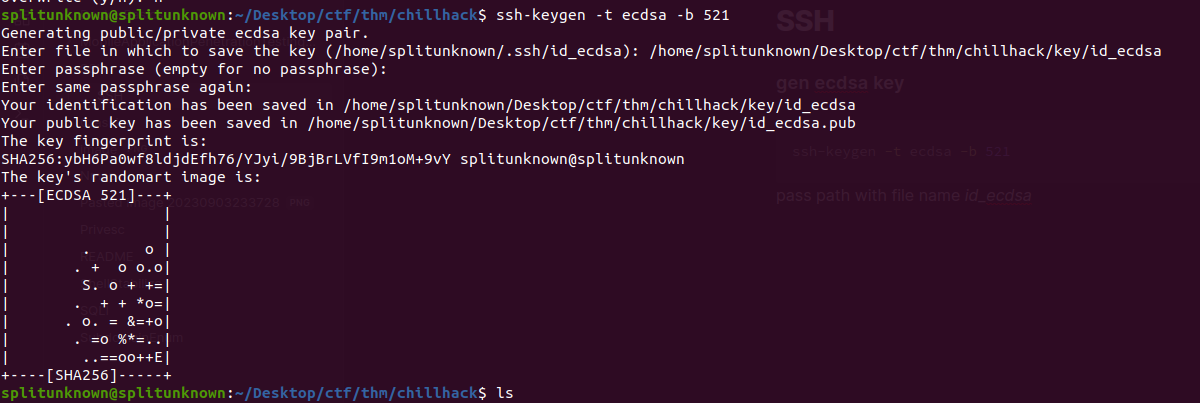 overwrite (y/n)? n
splitunknown@splitunknown:~/Desktop/ctf/thm/chillhack$ ssh-keygen -t ecdsa -b 521
Generating public/private ecdsa key pair.
Enter file in which to save the key (/home/splitunknown/.ssh/id_ecdsa): /home/splitunknown/Desktop/ctf/thm/chillhack/key/id_ecdsa
Enter passphrase (empty for no passphrase):
Enter same passphrase again:
Your identification has been saved in /home/splitunknown/Desktop/ctf/thm/chillhack/key/id_ecdsa
Your public key has been saved in /home/splitunknown/Desktop/ctf/thm/chillhack/key/id_ecdsa.pub
The key fingerprint is:
SHA256:ybH6Pa0wf8ldjdEfh76/YJyi/9BjBrLVfI9m1oM+9vY splitunknown@splitunknown
The key's randomart image is:
+---[ECDSA 521]---+
|                 |
|                 |
|        .      o |
|       . +  o o.o|
|        S. o + +=|
|       .  + + *o=|
|      . o. = &=+o|
|       . =o %*=..|
|        ..==oo++E|
+----[SHA256]-----+
splitunknown@splitunknown:~/Desktop/ctf/thm/chillhack$ ls
SSH
gen ecdsa key
ssh-keygen -t ecdsa -b 521
pass path with file name id_ecdsa
20230903233728 PNG
Privesc
README